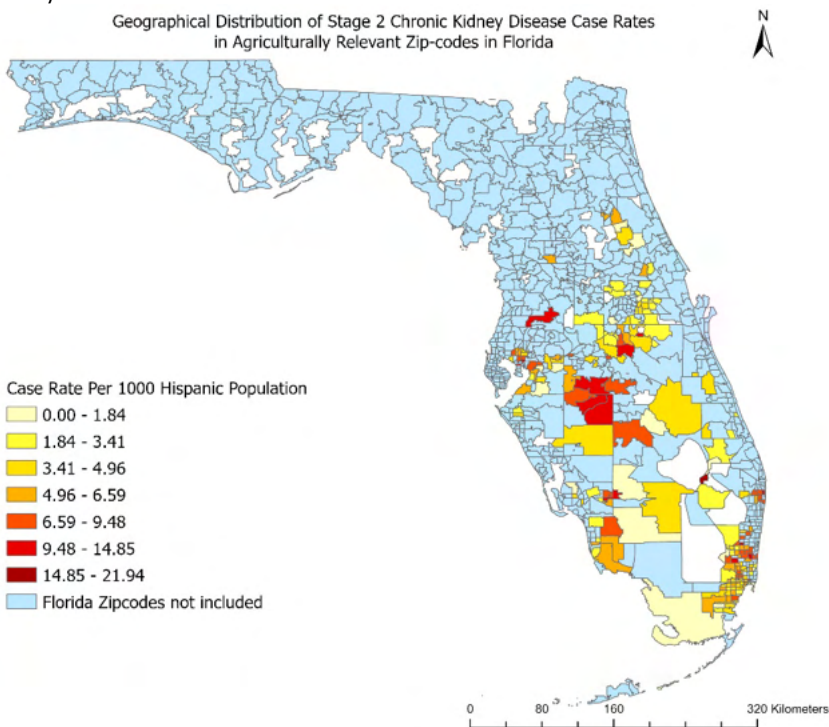 Geographical Distribution of Stage 2 Chronic Kidney Disease Case Rates
in Agriculturally Relevant Zip-codes in Florida
N
Case Rate Per 1000 Hispanic Population
0.00 - 1.84
1.84 - 3.41
3.41 - 4.96
4.96 - 6.59
6.59 - 9.48
9.48 - 14.85
14.85 - 21.94
Florida Zipcodes not included
0 80 160 320 Kilometers